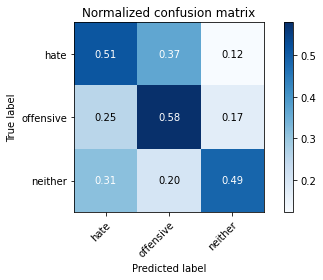 Normalized confusion matrix
True label
hate
0.51 0.37 0.12
offensive
0.25 0.58 0.17
neither
0.31 0.20 0.49
hate
offensive
neither
Predicted label
0.5
0.4
0.3
0.2